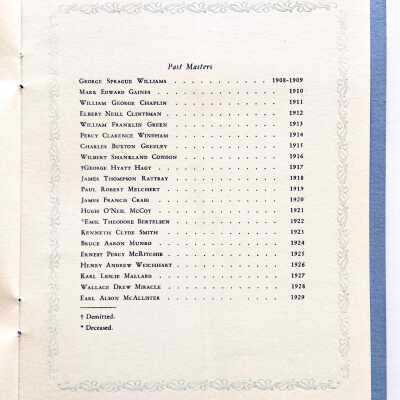 Past Masters
George Sprague Williams . . . . . . . . . . . 1908-1909
Mark Edward Gaines . . . . . . . . . . . . 1910
William George Chaplin . . . . . . . . . . . 1911
Elbery Neill Clintsman . . . . . . . . . . . 1912
William Franklin Green . . . . . . . . . . . 1913
Percy Clarence Windham . . . . . . . . . . . 1914
Charles Buxton Greeley . . . . . . . . . . . 1915
Wilbert Shankland Condon . . . . . . . . . . 1916
†George Hyatt Hagy . . . . . . . . . . . . 1917
James Thompson Rattray . . . . . . . . . . . 1918
Paul Robert Melchert . . . . . . . . . . . . 1919
James Francis Craig . . . . . . . . . . . . 1920
Hugh O'Neil McCoy . . . . . . . . . . . . 1921
*Emil Theodore Bertelsen . . . . . . . . . . . 1922
Kenneth Clyde Smith . . . . . . . . . . . . 1923
Bruce Aaron Munro . . . . . . . . . . . . 1924
Ernest Percy McRitchie . . . . . . . . . . . 1925
Henry Andrew Weichhart . . . . . . . . . . . 1926
Karl Leslie Mallard . . . . . . . . . . . . 1927
Wallace Drew Miracle . . . . . . . . . . . . 1928
Earl Alson McAllister . . . . . . . . . . . . 1929
† Demitted.
* Deceased.